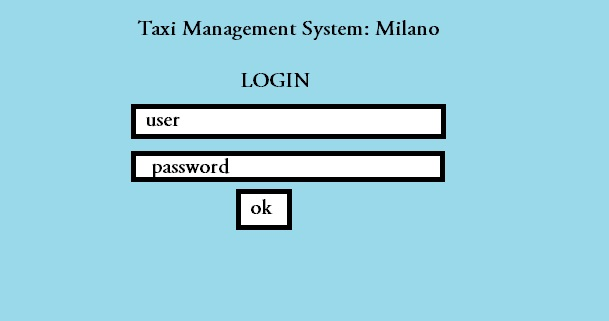 Taxi Management System: Milano
LOGIN
user
password
ok